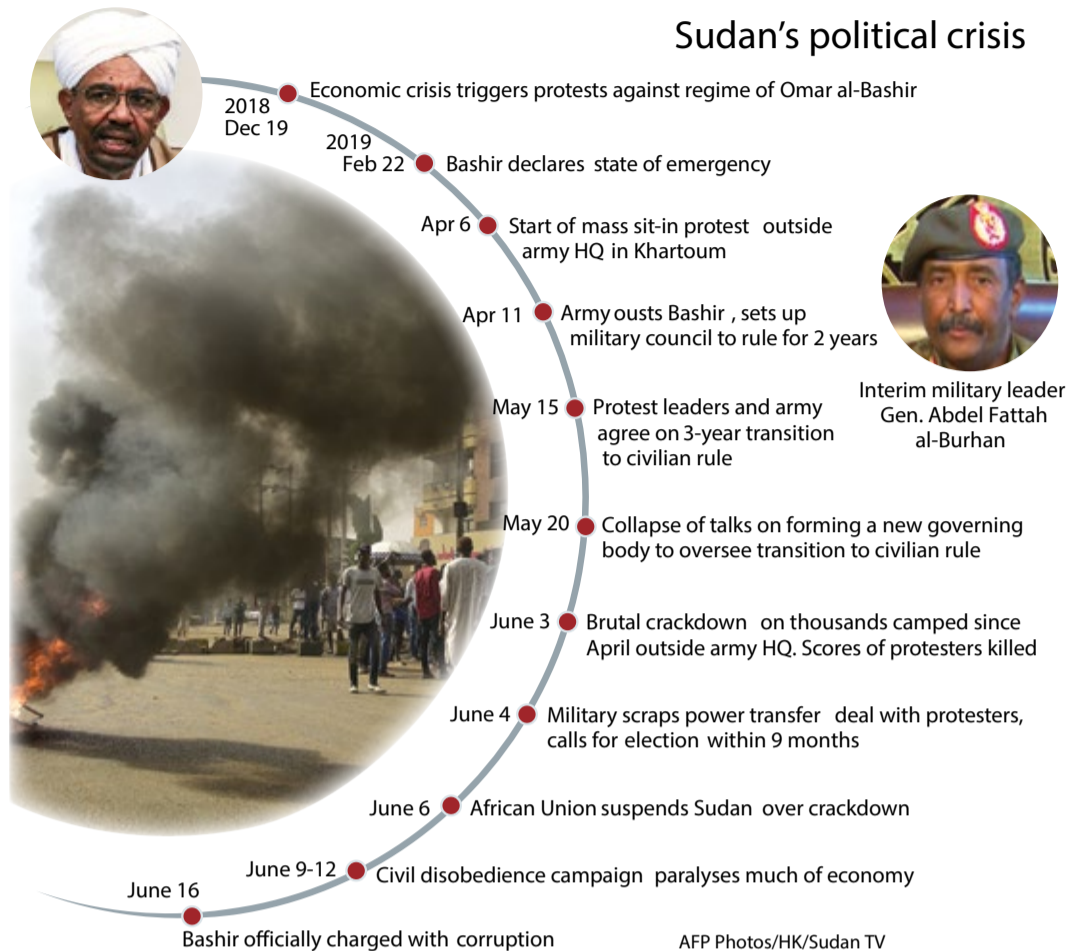 Sudan's political crisis
2018
Dec 19
Economic crisis triggers protests against regime of Omar al-Bashir
2019
Feb 22
Bashir declares state of emergency
Apr 6
Start of mass sit-in protest outside
army HQ in Khartoum
Apr 11
Army ousts Bashir , sets up
military council to rule for 2 years
Interim military leader
Gen. Abdel Fattah
al-Burhan
May 15
Protest leaders and army
agree on 3-year transition
to civilian rule
May 20
Collapse of talks on forming a new governing
body to oversee transition to civilian rule
June 3
Brutal crackdown on thousands camped since
April outside army HQ. Scores of protesters killed
June 4
Military scraps power transfer deal with protesters,
calls for election within 9 months
June 6
African Union suspends Sudan over crackdown
June 9-12
Civil disobedience campaign paralyses much of economy
June 16
Bashir officially charged with corruption
AFP Photos/HK/Sudan TV